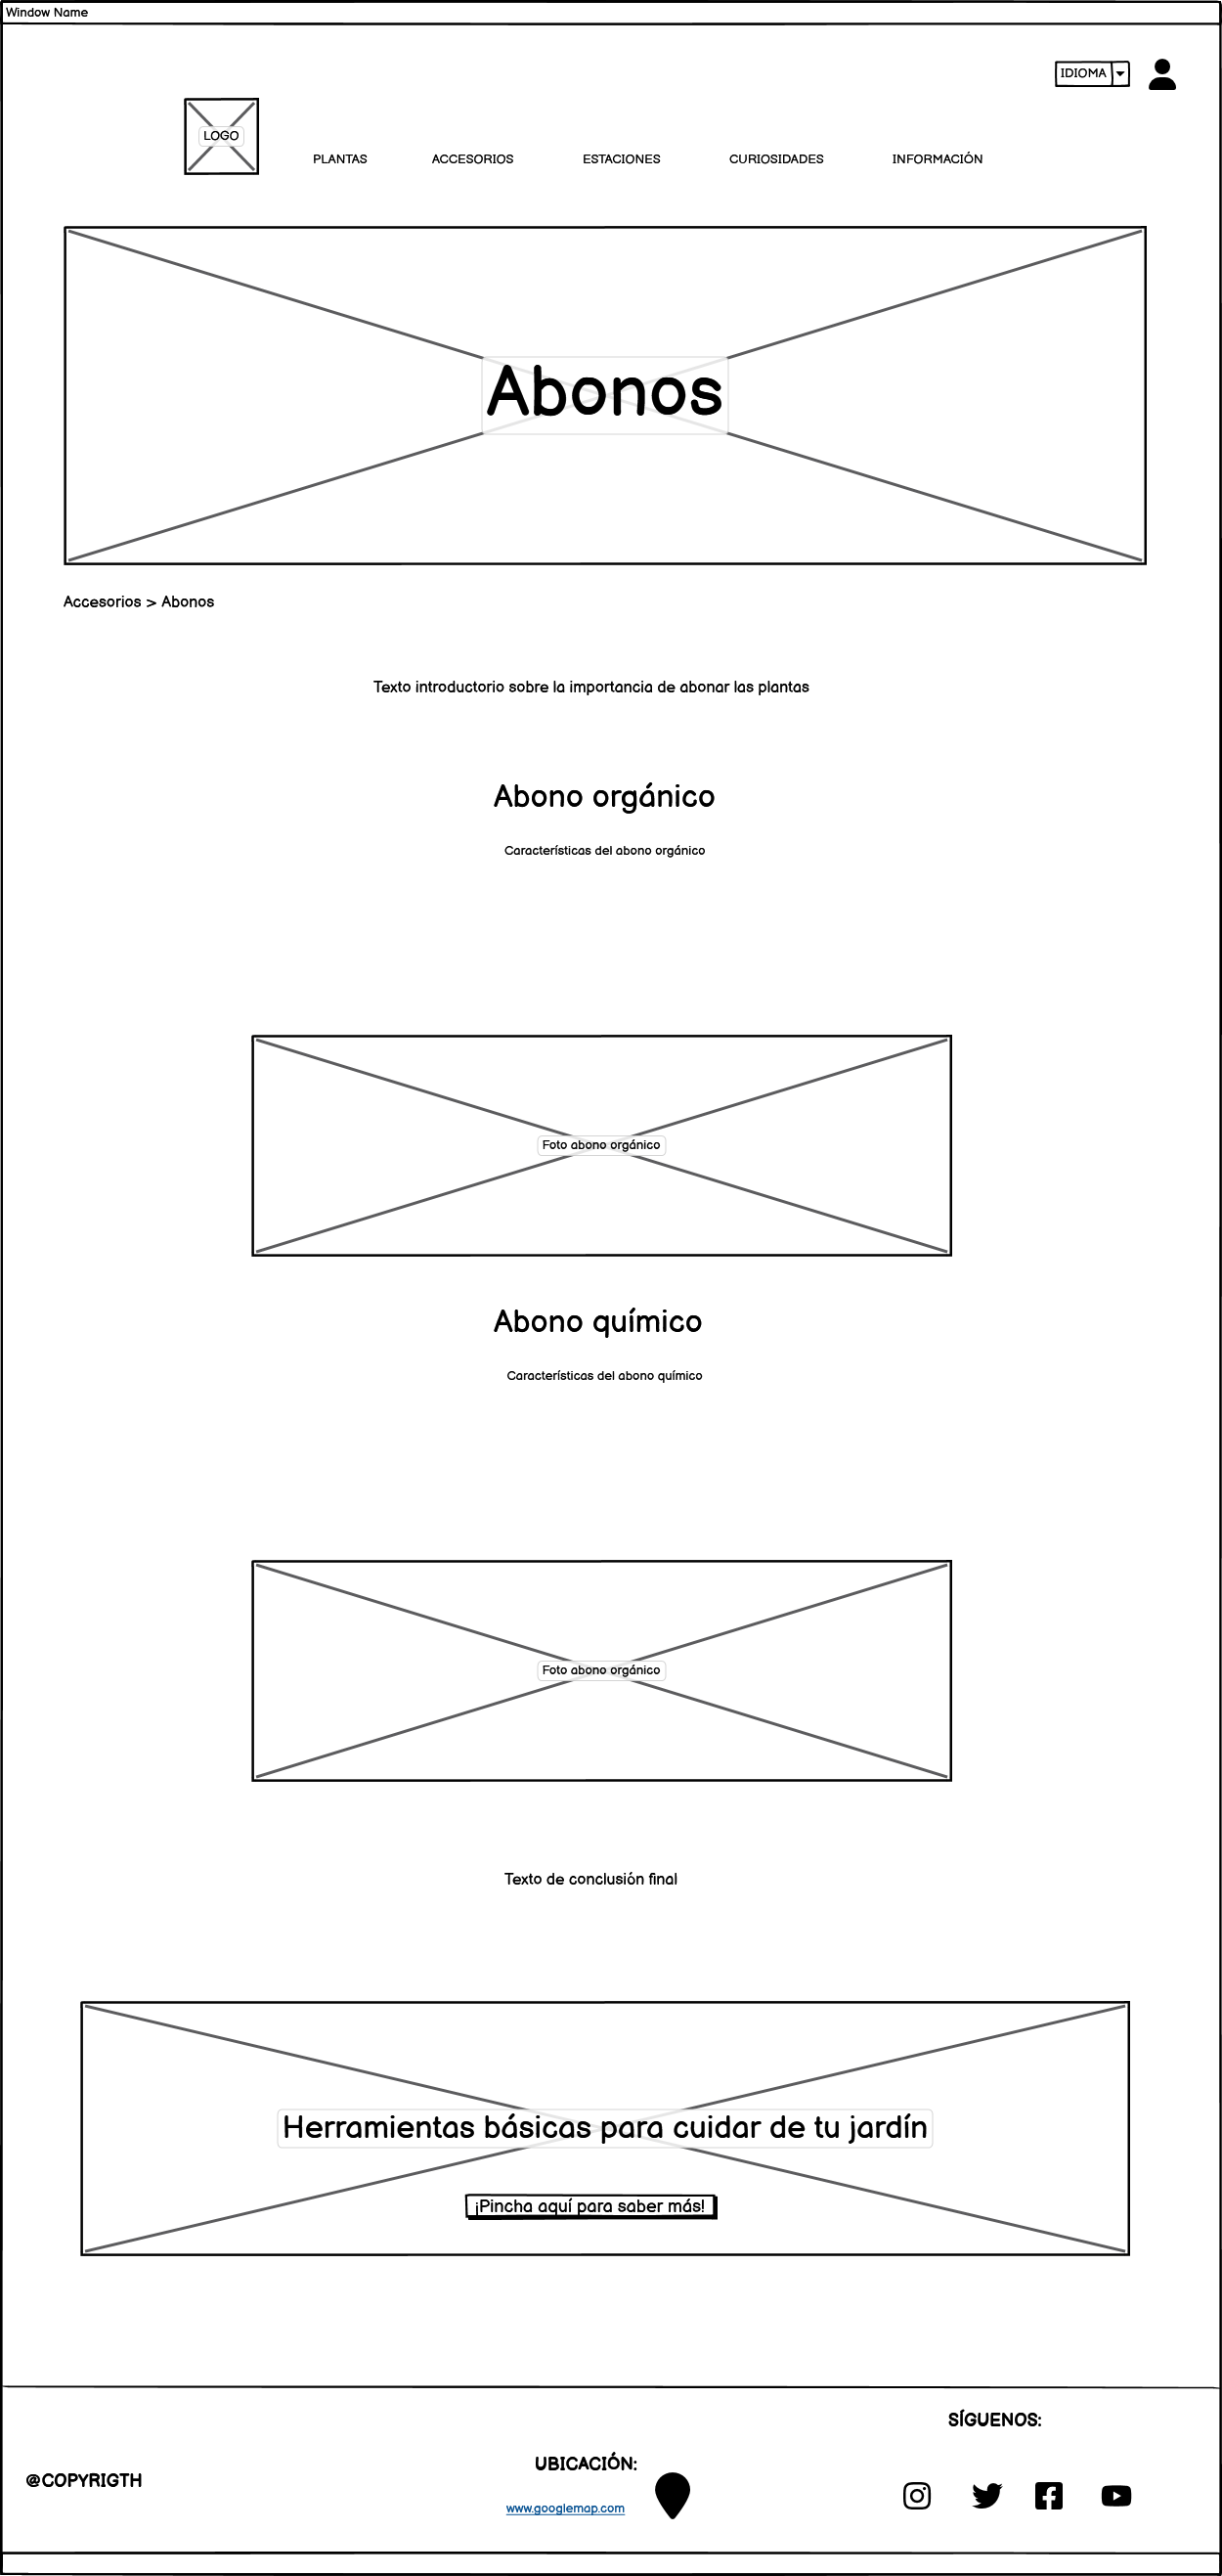 Window Name
IDIOMA
LOGO
PLANTAS ACCESORIOS ESTACIONES CURIOSIDADES INFORMACIÓN
Abonos
Accesorios > Abonos
Texto introductorio sobre la importancia de abonar las plantas
Abono orgánico
Características del abono orgánico
Foto abono orgánico
Abono químico
Características del abono químico
Foto abono orgánico
Texto de conclusión final
Herramientas básicas para cuidar de tu jardín
¡Pincha aquí para saber más!
SÍGUENOS:
UBICACIÓN:
@COPYRIGTH
www.googlemap.com